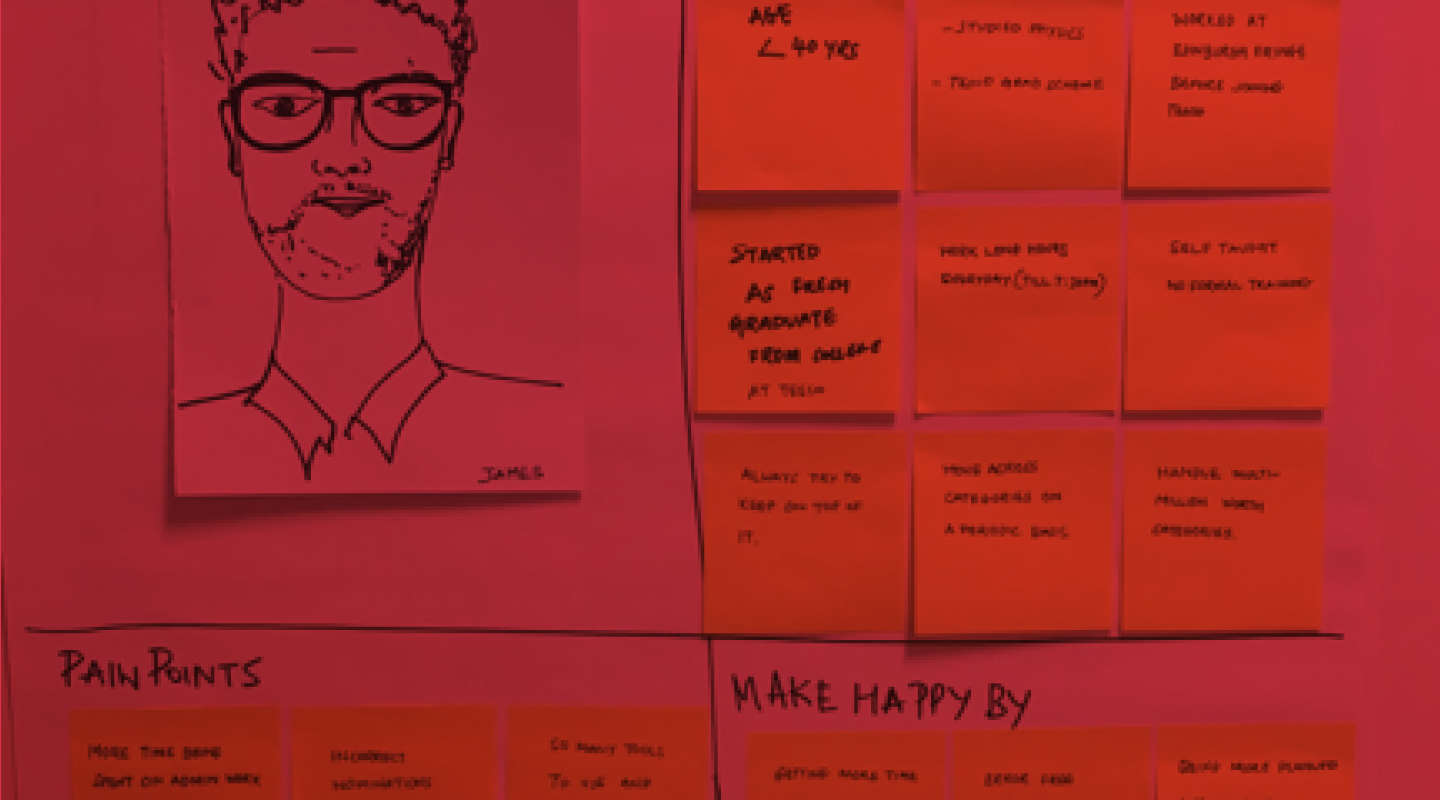 AGE
< 40 YRS
- STUDIED PHYSICS
- TESCO GRAD SCHEME
WORKED AT
EDINBURGH FRINGE
BEFORE JOINING
TESCO
STARTED
AS FRESH
GRADUATE
FROM COLLEGE
AT TESCO
WORK LONG HOURS
EVERYDAY (TILL 7:30PM)
SELF TAUGHT
NO FORMAL TRAINING
JAMES
ALWAYS TRY TO
KEEP ON TOP OF
IT.
MOVE ACROSS
CATEGORIES ON
A PERIODIC BASIS
HANDLE MULTI-
MILLION WORTH
CATEGORIES.
PAIN POINTS
MORE TIME BEING
SPENT ON ADMIN WORK
INCORRECT
NOMINATIONS
SO MANY TOOLS
TO USE AND
MAKE HAPPY BY
GETTING MORE TIME
ERROR FREE
BEING MORE PLANNED